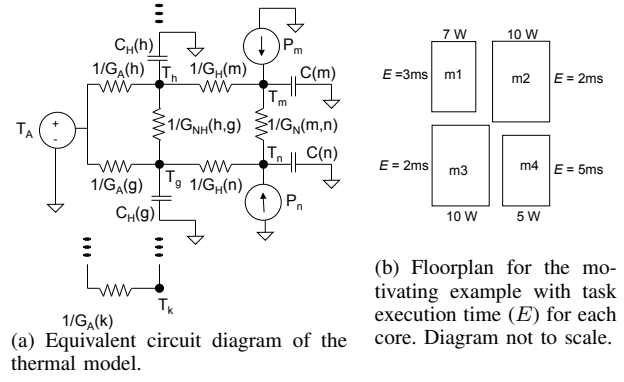 C_H(h)
P_m
1/G_A(h)
T_h
1/G_H(m)
C(m)
T_m
T_A
1/G_NH(h,g)
1/G_N(m,n)
T_n
C(n)
1/G_A(g)
T_g
1/G_H(n)
C_H(g)
P_n
T_k
1/G_A(k)
(a) Equivalent circuit diagram of the
thermal model.
7 W
10 W
E =3ms
m1
m2
E = 2ms
E = 2ms
m3
m4
E = 5ms
10 W
5 W
(b) Floorplan for the mo-
tivating example with task
execution time (E) for each
core. Diagram not to scale.